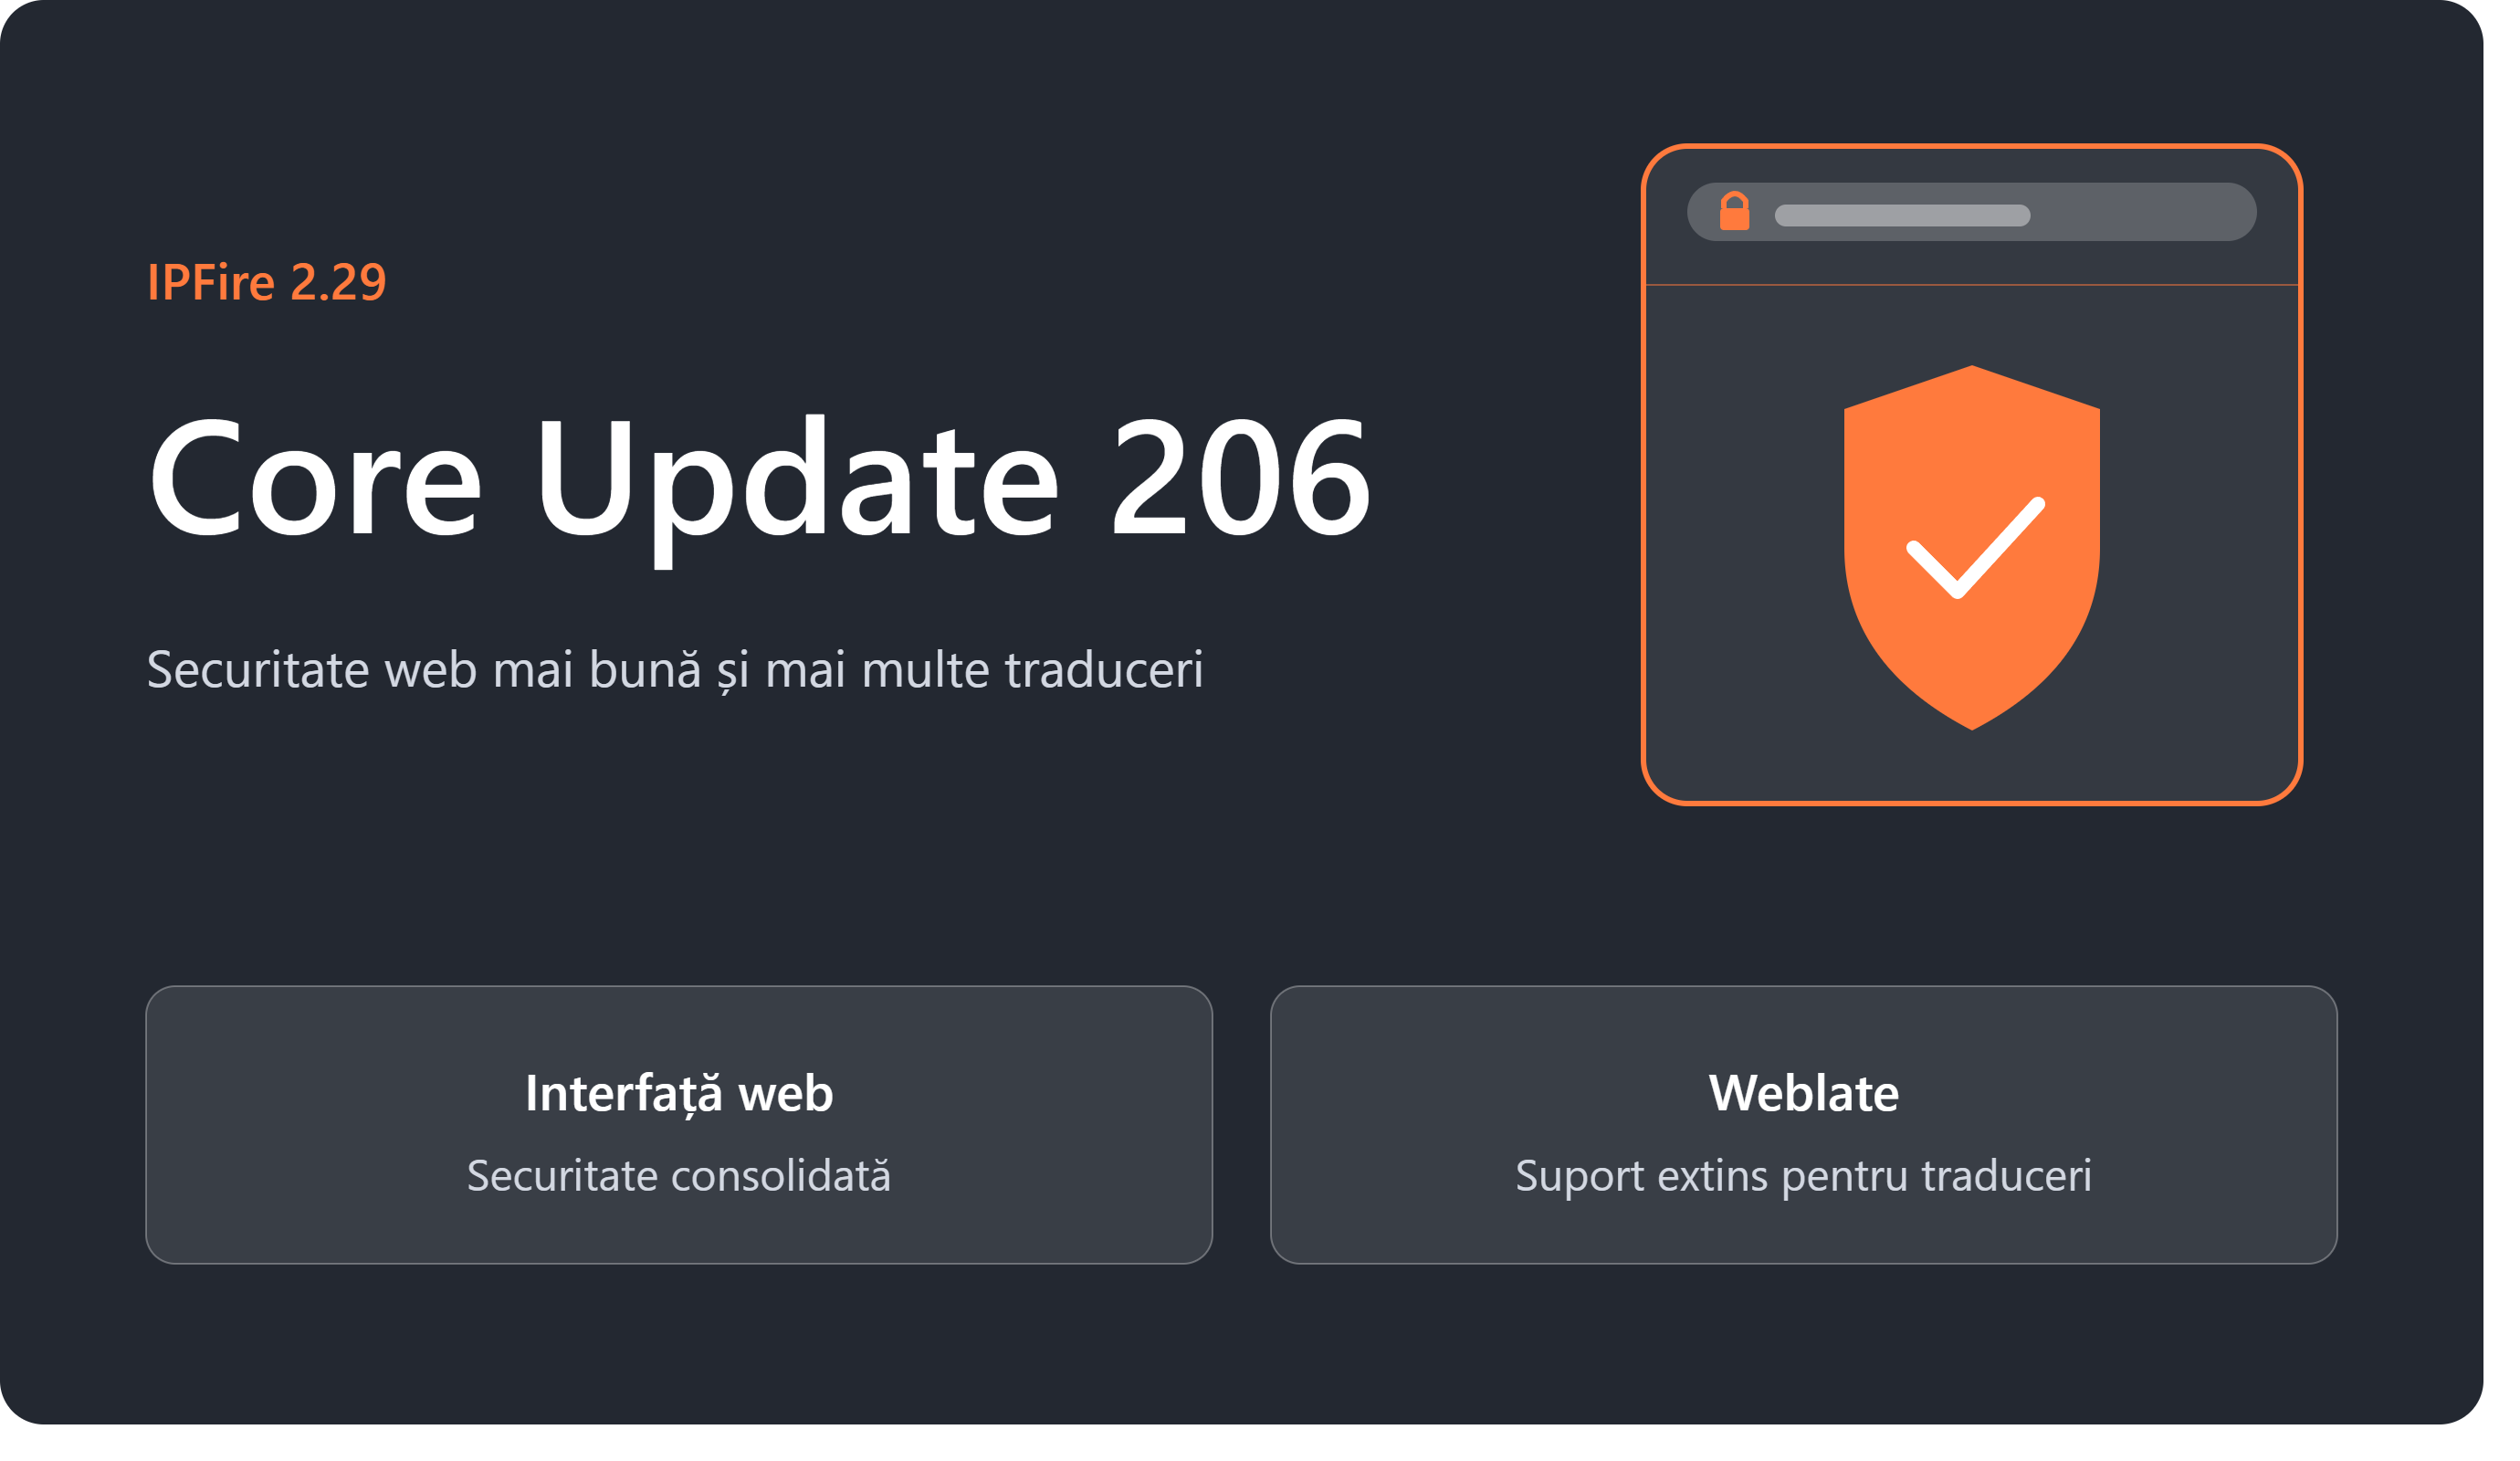 IPFire 2.29
Core Update 206
Securitate web mai bună și mai multe traduceri
Interfață web
Securitate consolidată
Weblate
Suport extins pentru traduceri